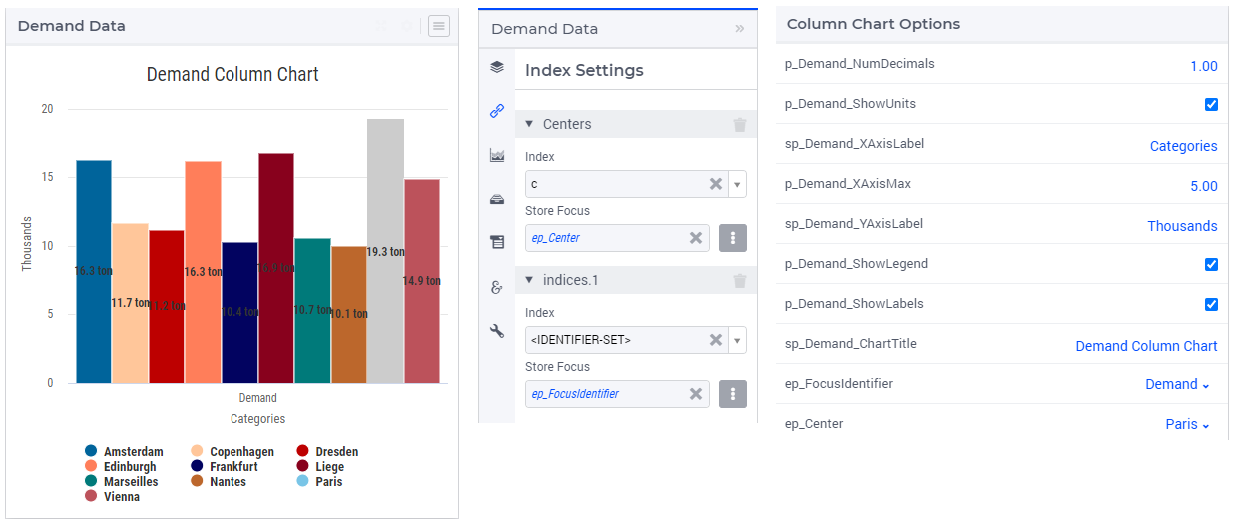 Demand Data
Demand Column Chart
20
15
10
5
0
Thousands
16.3 ton
11.7 ton
11.2 ton
16.3 ton
10.4 ton
10.7 ton
10.1 ton
19.3 ton
14.9 ton
Demand
Categories
Amsterdam
Copenhagen
Dresden
Edinburgh
Frankfurt
Liege
Marseilles
Nantes
Paris
Vienna
Demand Data
Index Settings
Centers
Index
c
Store Focus
ep_Center
indices.1
Index
<IDENTIFIER-SET>
Store Focus
ep_FocusIdentifier
Column Chart Options
p_Demand_NumDecimals 1.00
p_Demand_ShowUnits
sp_Demand_XAxisLabel Categories
p_Demand_XAxisMax 5.00
sp_Demand_YAxisLabel Thousands
p_Demand_ShowLegend
p_Demand_ShowLabels
sp_Demand_ChartTitle Demand Column Chart
ep_FocusIdentifier Demand
ep_Center Paris